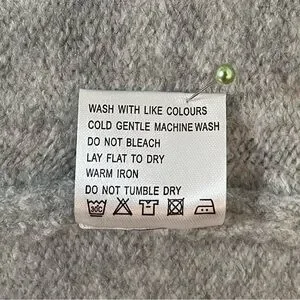 WASH WITH LIKE COLOURS
COLD GENTLE MACHINE WASH
DO NOT BLEACH
LAY FLAT TO DRY
WARM IRON
DO NOT TUMBLE DRY